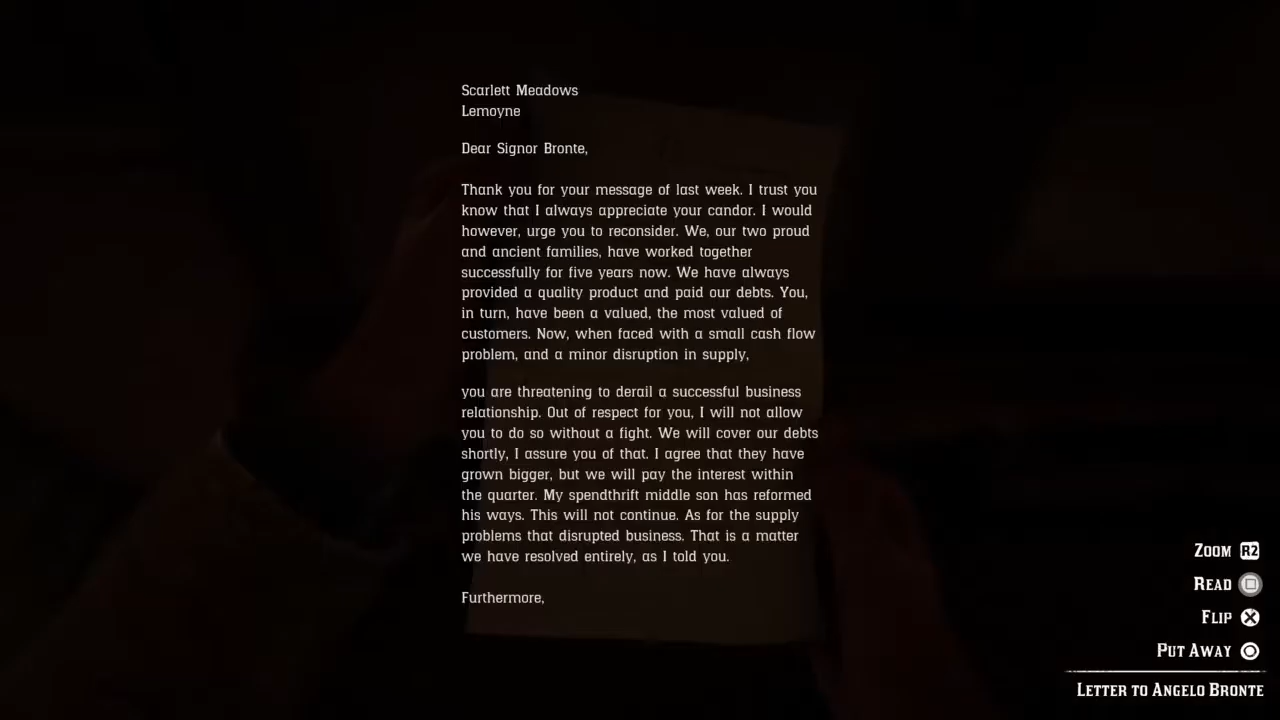 Scarlett Meadows
Lemoyne
Dear Signor Bronte,
Thank you for your message of last week. I trust you
know that I always appreciate your candor. I would
however, urge you to reconsider. We, our two proud
and ancient families, have worked together
successfully for five years now. We have always
provided a quality product and paid our debts. You,
in turn, have been a valued, the most valued of
customers. Now, when faced with a small cash flow
problem, and a minor disruption in supply,
you are threatening to derail a successful business
relationship. Out of respect for you, I will not allow
you to do so without a fight. We will cover our debts
shortly, I assure you of that. I agree that they have
grown bigger, but we will pay the interest within
the quarter. My spendthrift middle son has reformed
his ways. This will not continue. As for the supply
problems that disrupted business. That is a matter
we have resolved entirely, as I told you.
Furthermore,
Zoom R2
Read
Flip
Put Away
Letter to Angelo Bronte